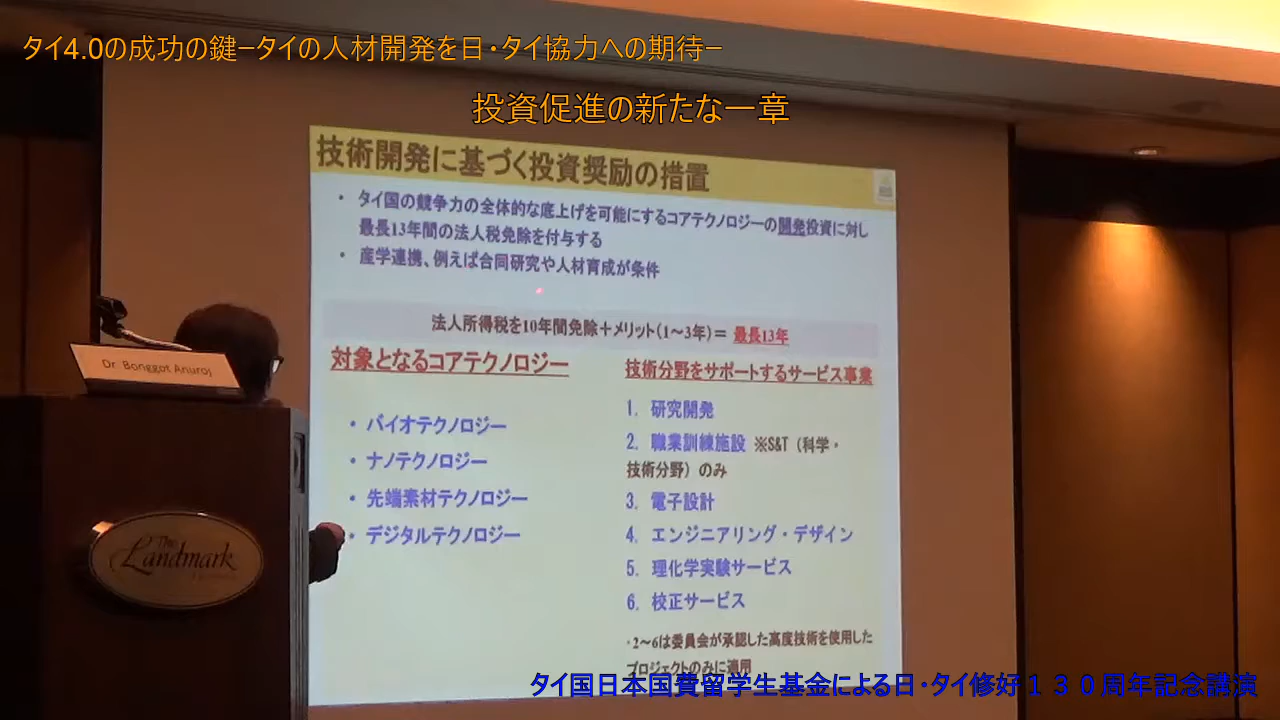 タイ4.0の成功の鍵−タイの人材開発を日・タイ協力への期待−
投資促進の新たな一章
技術開発に基づく投資奨励の措置
・ タイ国の競争力の全体的な底上げを可能にするコアテクノロジーの開発投資に対し
最長13年間の法人税免除を付与する
・ 産学連携、例えば合同研究や人材育成が条件
法人所得税を10年間免除＋メリット（1～3年）＝ 最長13年
対象となるコアテクノロジー
・ バイオテクノロジー
・ ナノテクノロジー
・ 先端素材テクノロジー
・ デジタルテクノロジー
技術分野をサポートするサービス事業
1. 研究開発
2. 職業訓練施設 ※S&T（科学・
技術分野）のみ
3. 電子設計
4. エンジニアリング・デザイン
5. 理化学実験サービス
6. 校正サービス
・2～6は委員会が承認した高度技術を使用した
プロジェクトのみに適用
Dr. Bonggot Anuroj
The
Landmark
タイ国日本国費留学生基金による日・タイ修好１３０周年記念講演